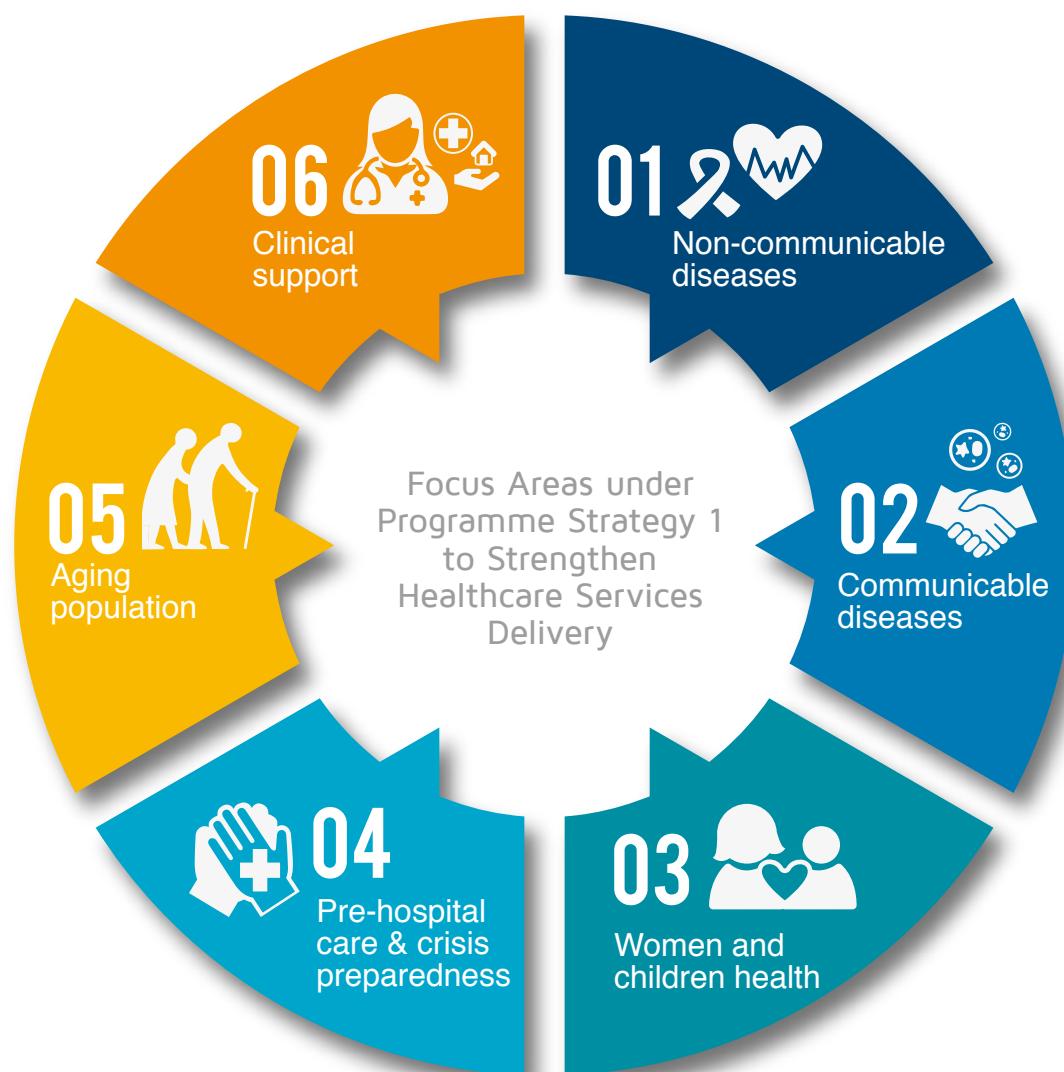 Focus Areas under
Programme Strategy 1
to Strengthen
Healthcare Services
Delivery
01
Non-communicable
diseases
02
Communicable
diseases
03
Women and
children health
04
Pre-hospital
care & crisis
preparedness
05
Aging
population
06
Clinical
support